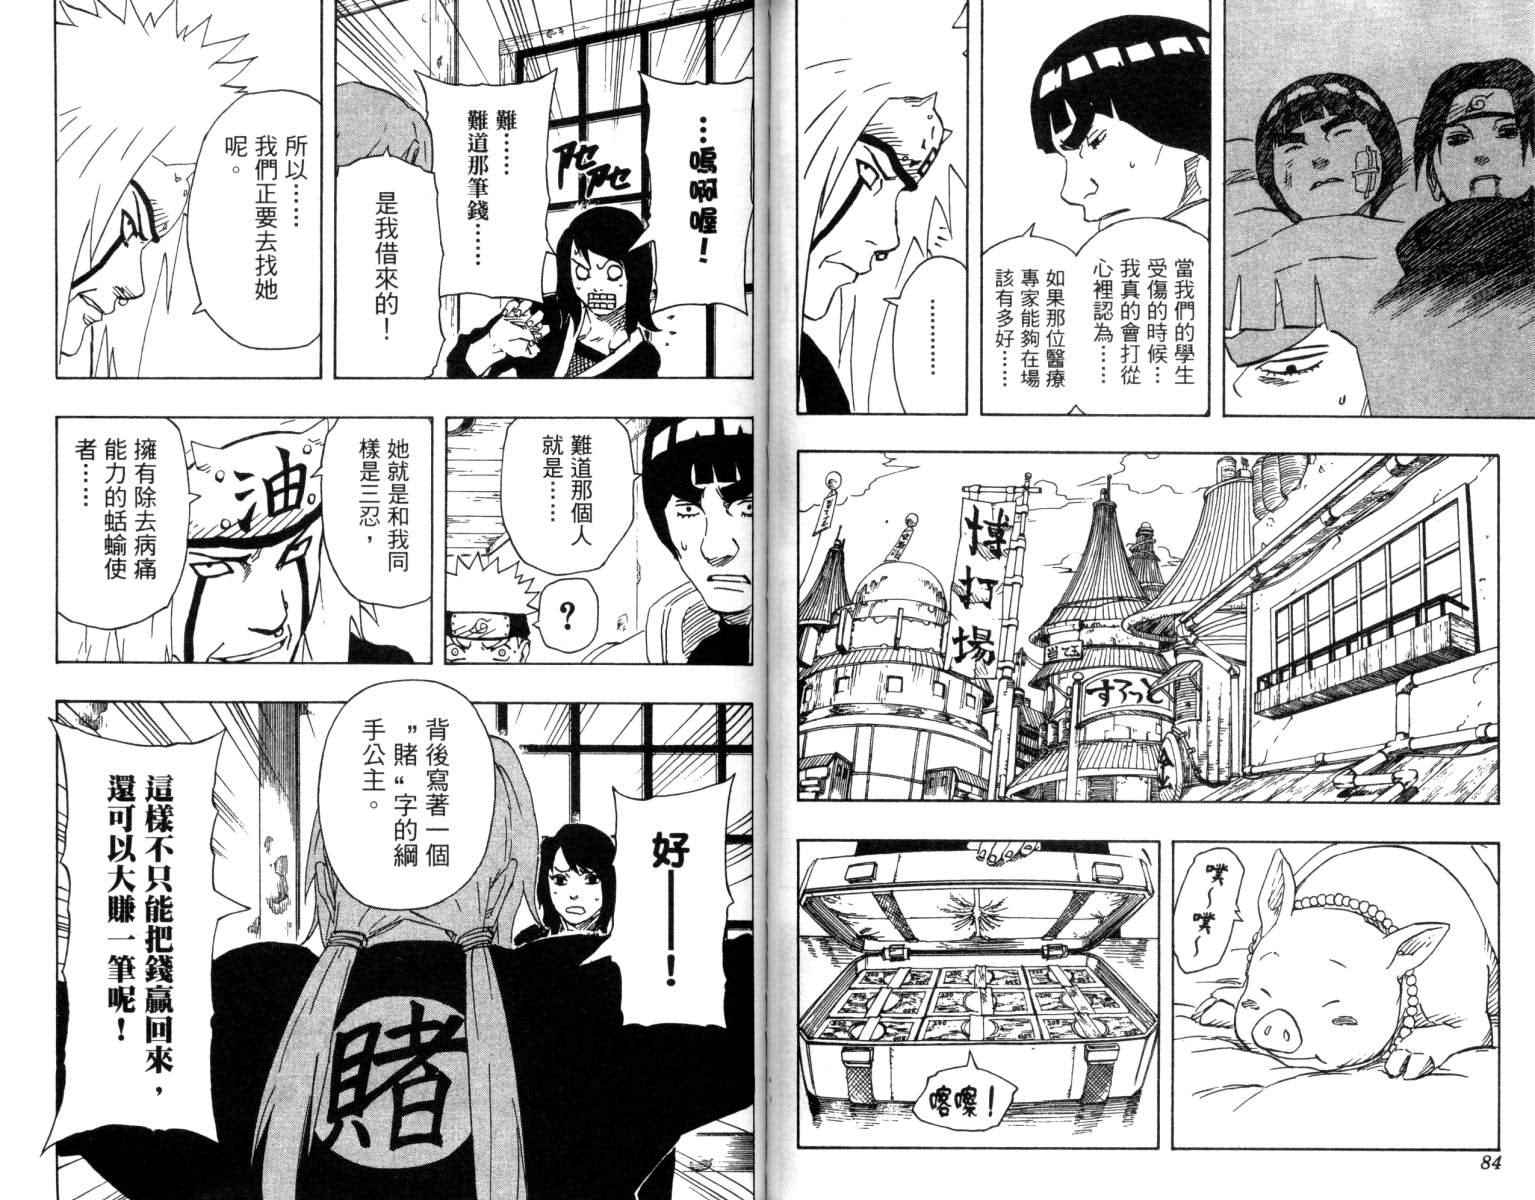 當我們的學生
受傷的時候…
我真的會打從
心裡認為……
如果那位醫療
專家能夠在場
該有多好……
………………
博打場
当てる
すろっと
噗～噗～
喀嚓！
84
…嗚啊喔！
難……
難道那筆錢……
是我借來的！
所以……
我們正要去找她
呢。
難道那個人
就是……
？
她就是和我同
樣是三忍，
油
擁有除去病痛
能力的蛞蝓使
者……
好——！
背後寫著一個
〞賭〝字的綱
手公主。
賭
這樣不只能把錢贏回來，
還可以大賺一筆呢！